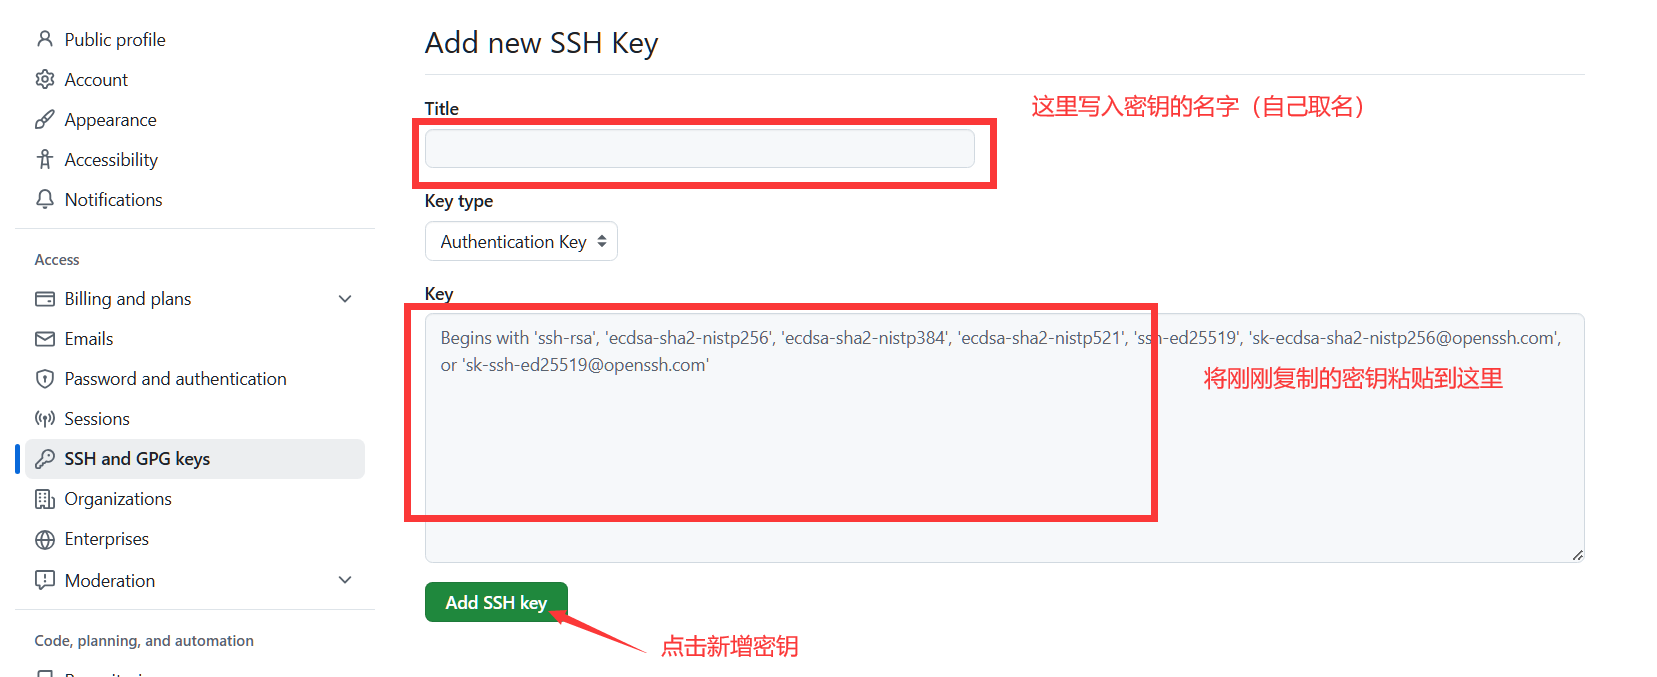 Public profile
Account
Appearance
Accessibility
Notifications
Access
Billing and plans
Emails
Password and authentication
Sessions
SSH and GPG keys
Organizations
Enterprises
Moderation
Code, planning, and automation
Add new SSH Key
Title
这里写入密钥的名字（自己取名）
Key type
Authentication Key
Key
Begins with 'ssh-rsa', 'ecdsa-sha2-nistp256', 'ecdsa-sha2-nistp384', 'ecdsa-sha2-nistp521', 'ssh-ed25519', 'sk-ecdsa-sha2-nistp256@openssh.com',
or 'sk-ssh-ed25519@openssh.com'
将刚刚复制的密钥粘贴到这里
Add SSH key
点击新增密钥